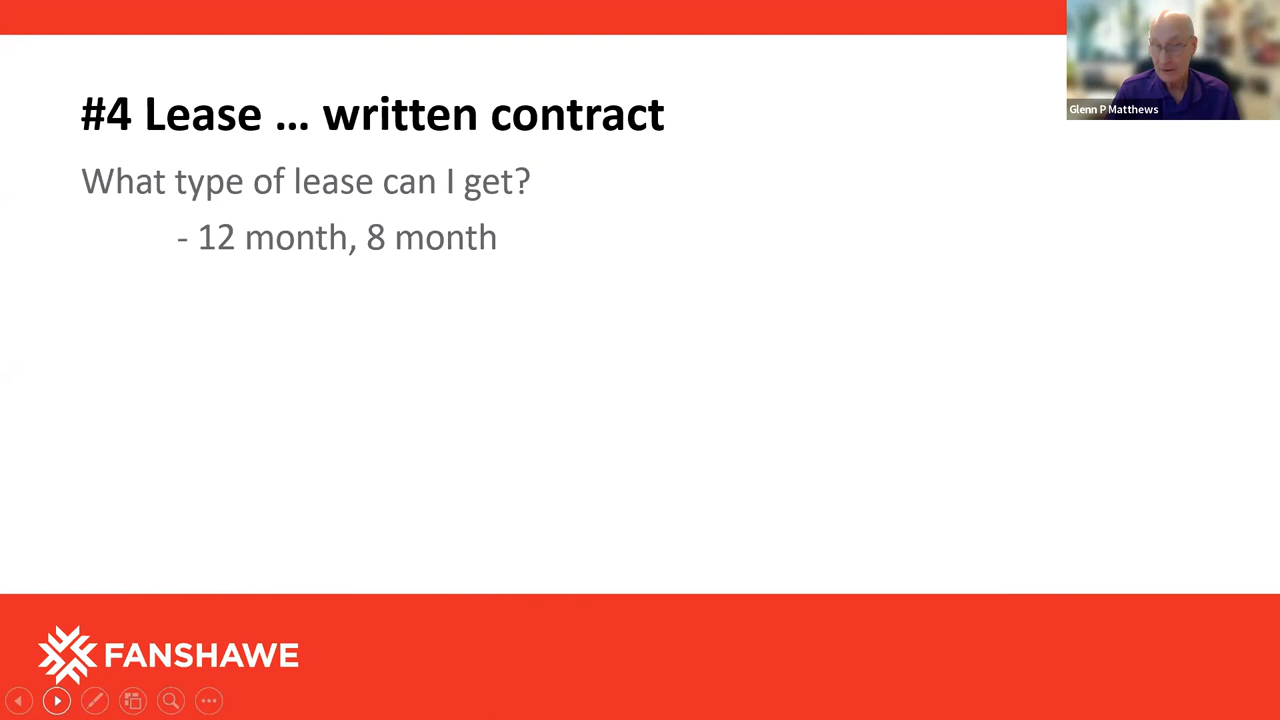 #4 Lease … written contract
Glenn P Matthews
What type of lease can I get?
- 12 month, 8 month
FANSHAWE